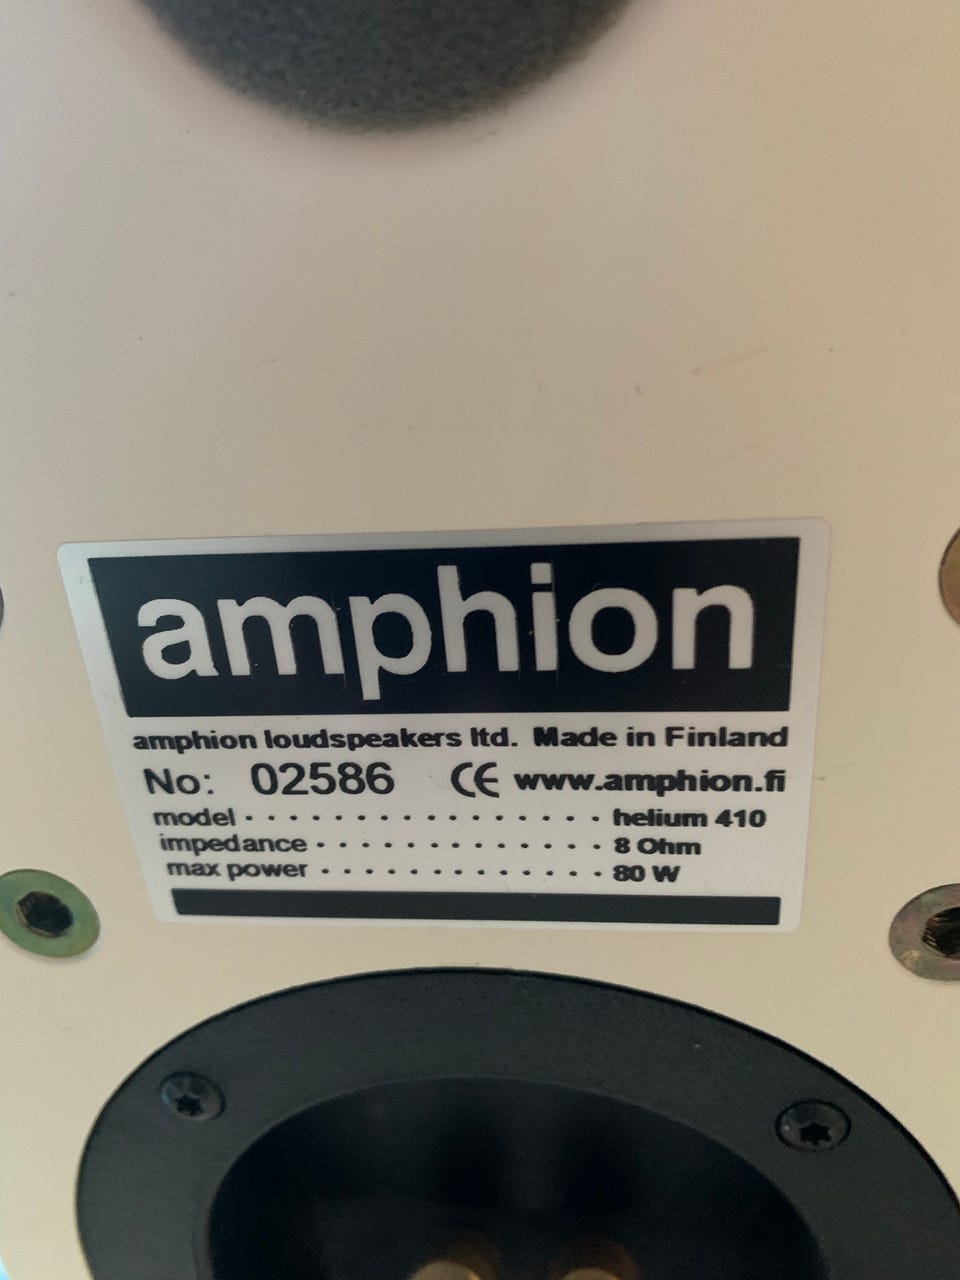 amphion
amphion loudspeakers ltd. Made in Finland
No: 02586 CE www.amphion.fi
model . . . . . . . . . . . . . . . . helium 410
impedance . . . . . . . . . . . . . 8 Ohm
max power . . . . . . . . . . . . . 80 W